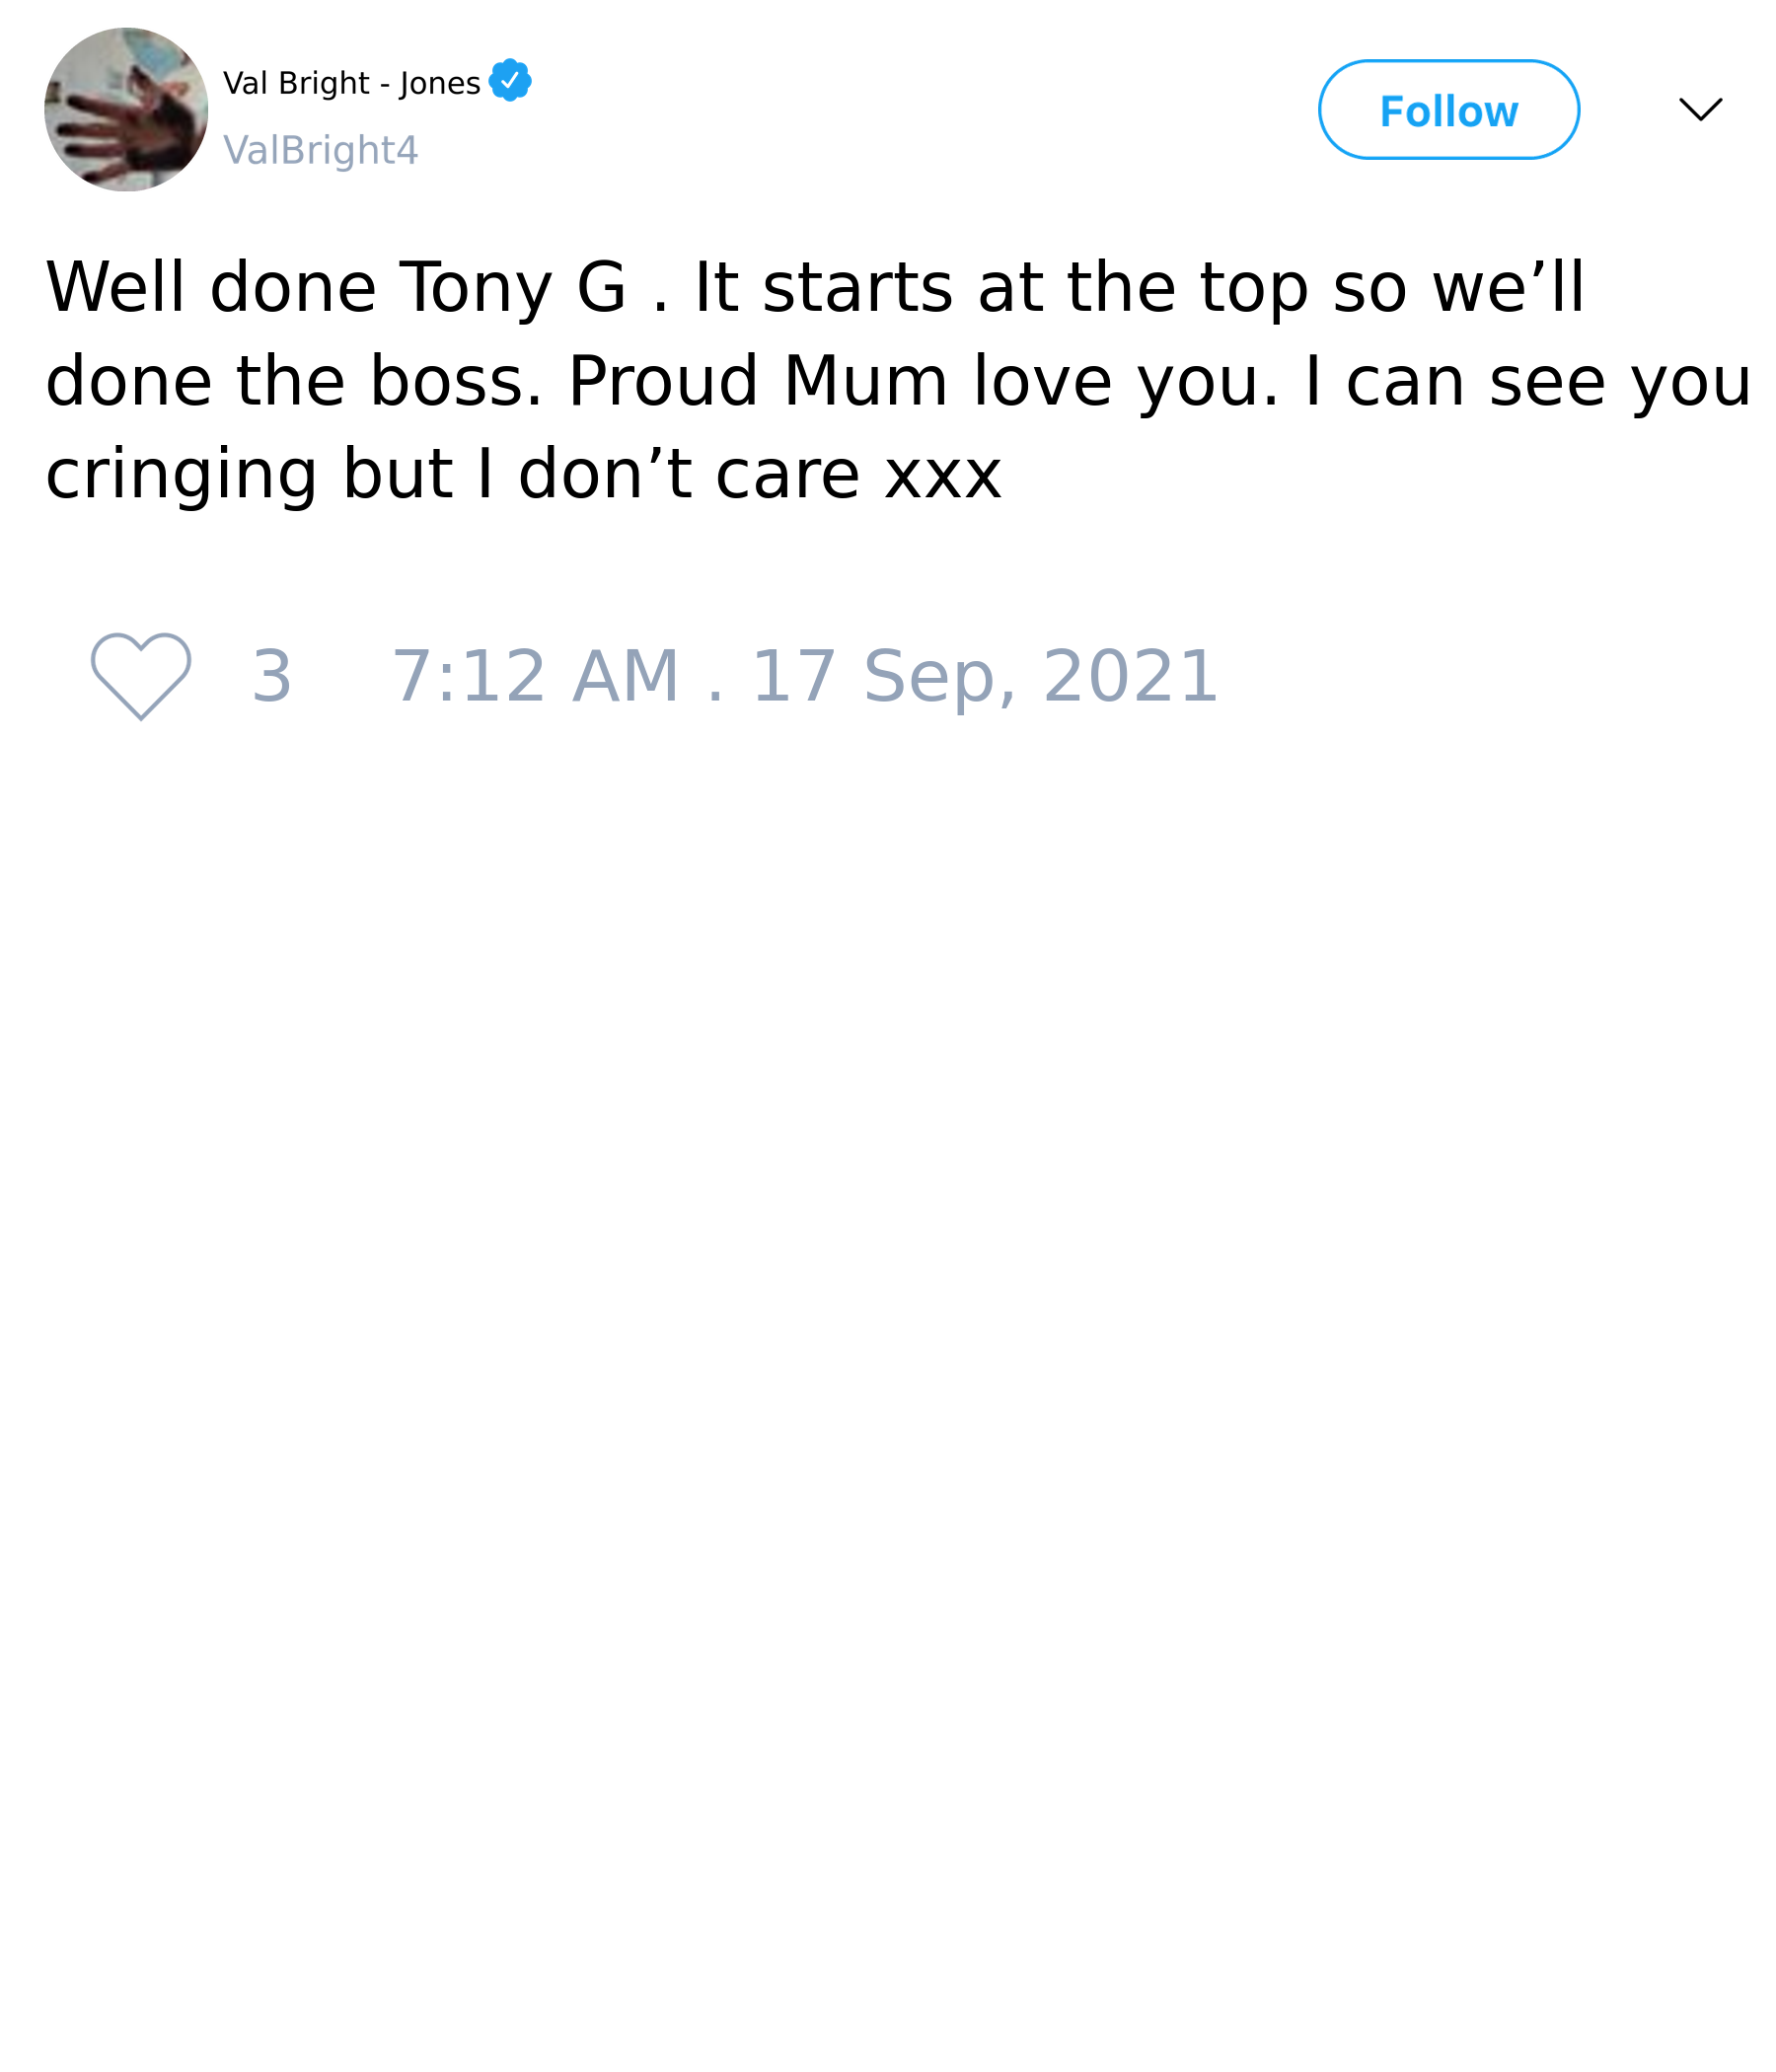 Val Bright - Jones
ValBright4
Follow
Well done Tony G . It starts at the top so we’ll
done the boss. Proud Mum love you. I can see you
cringing but I don’t care xxx
3 7:12 AM . 17 Sep, 2021